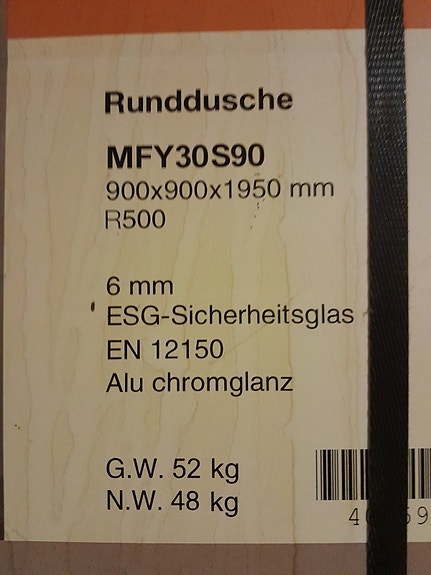 Runddusche
MFY30S90
900x900x1950 mm
R500
6 mm
ESG-Sicherheitsglas
EN 12150
Alu chromglanz
G.W. 52 kg
N.W. 48 kg